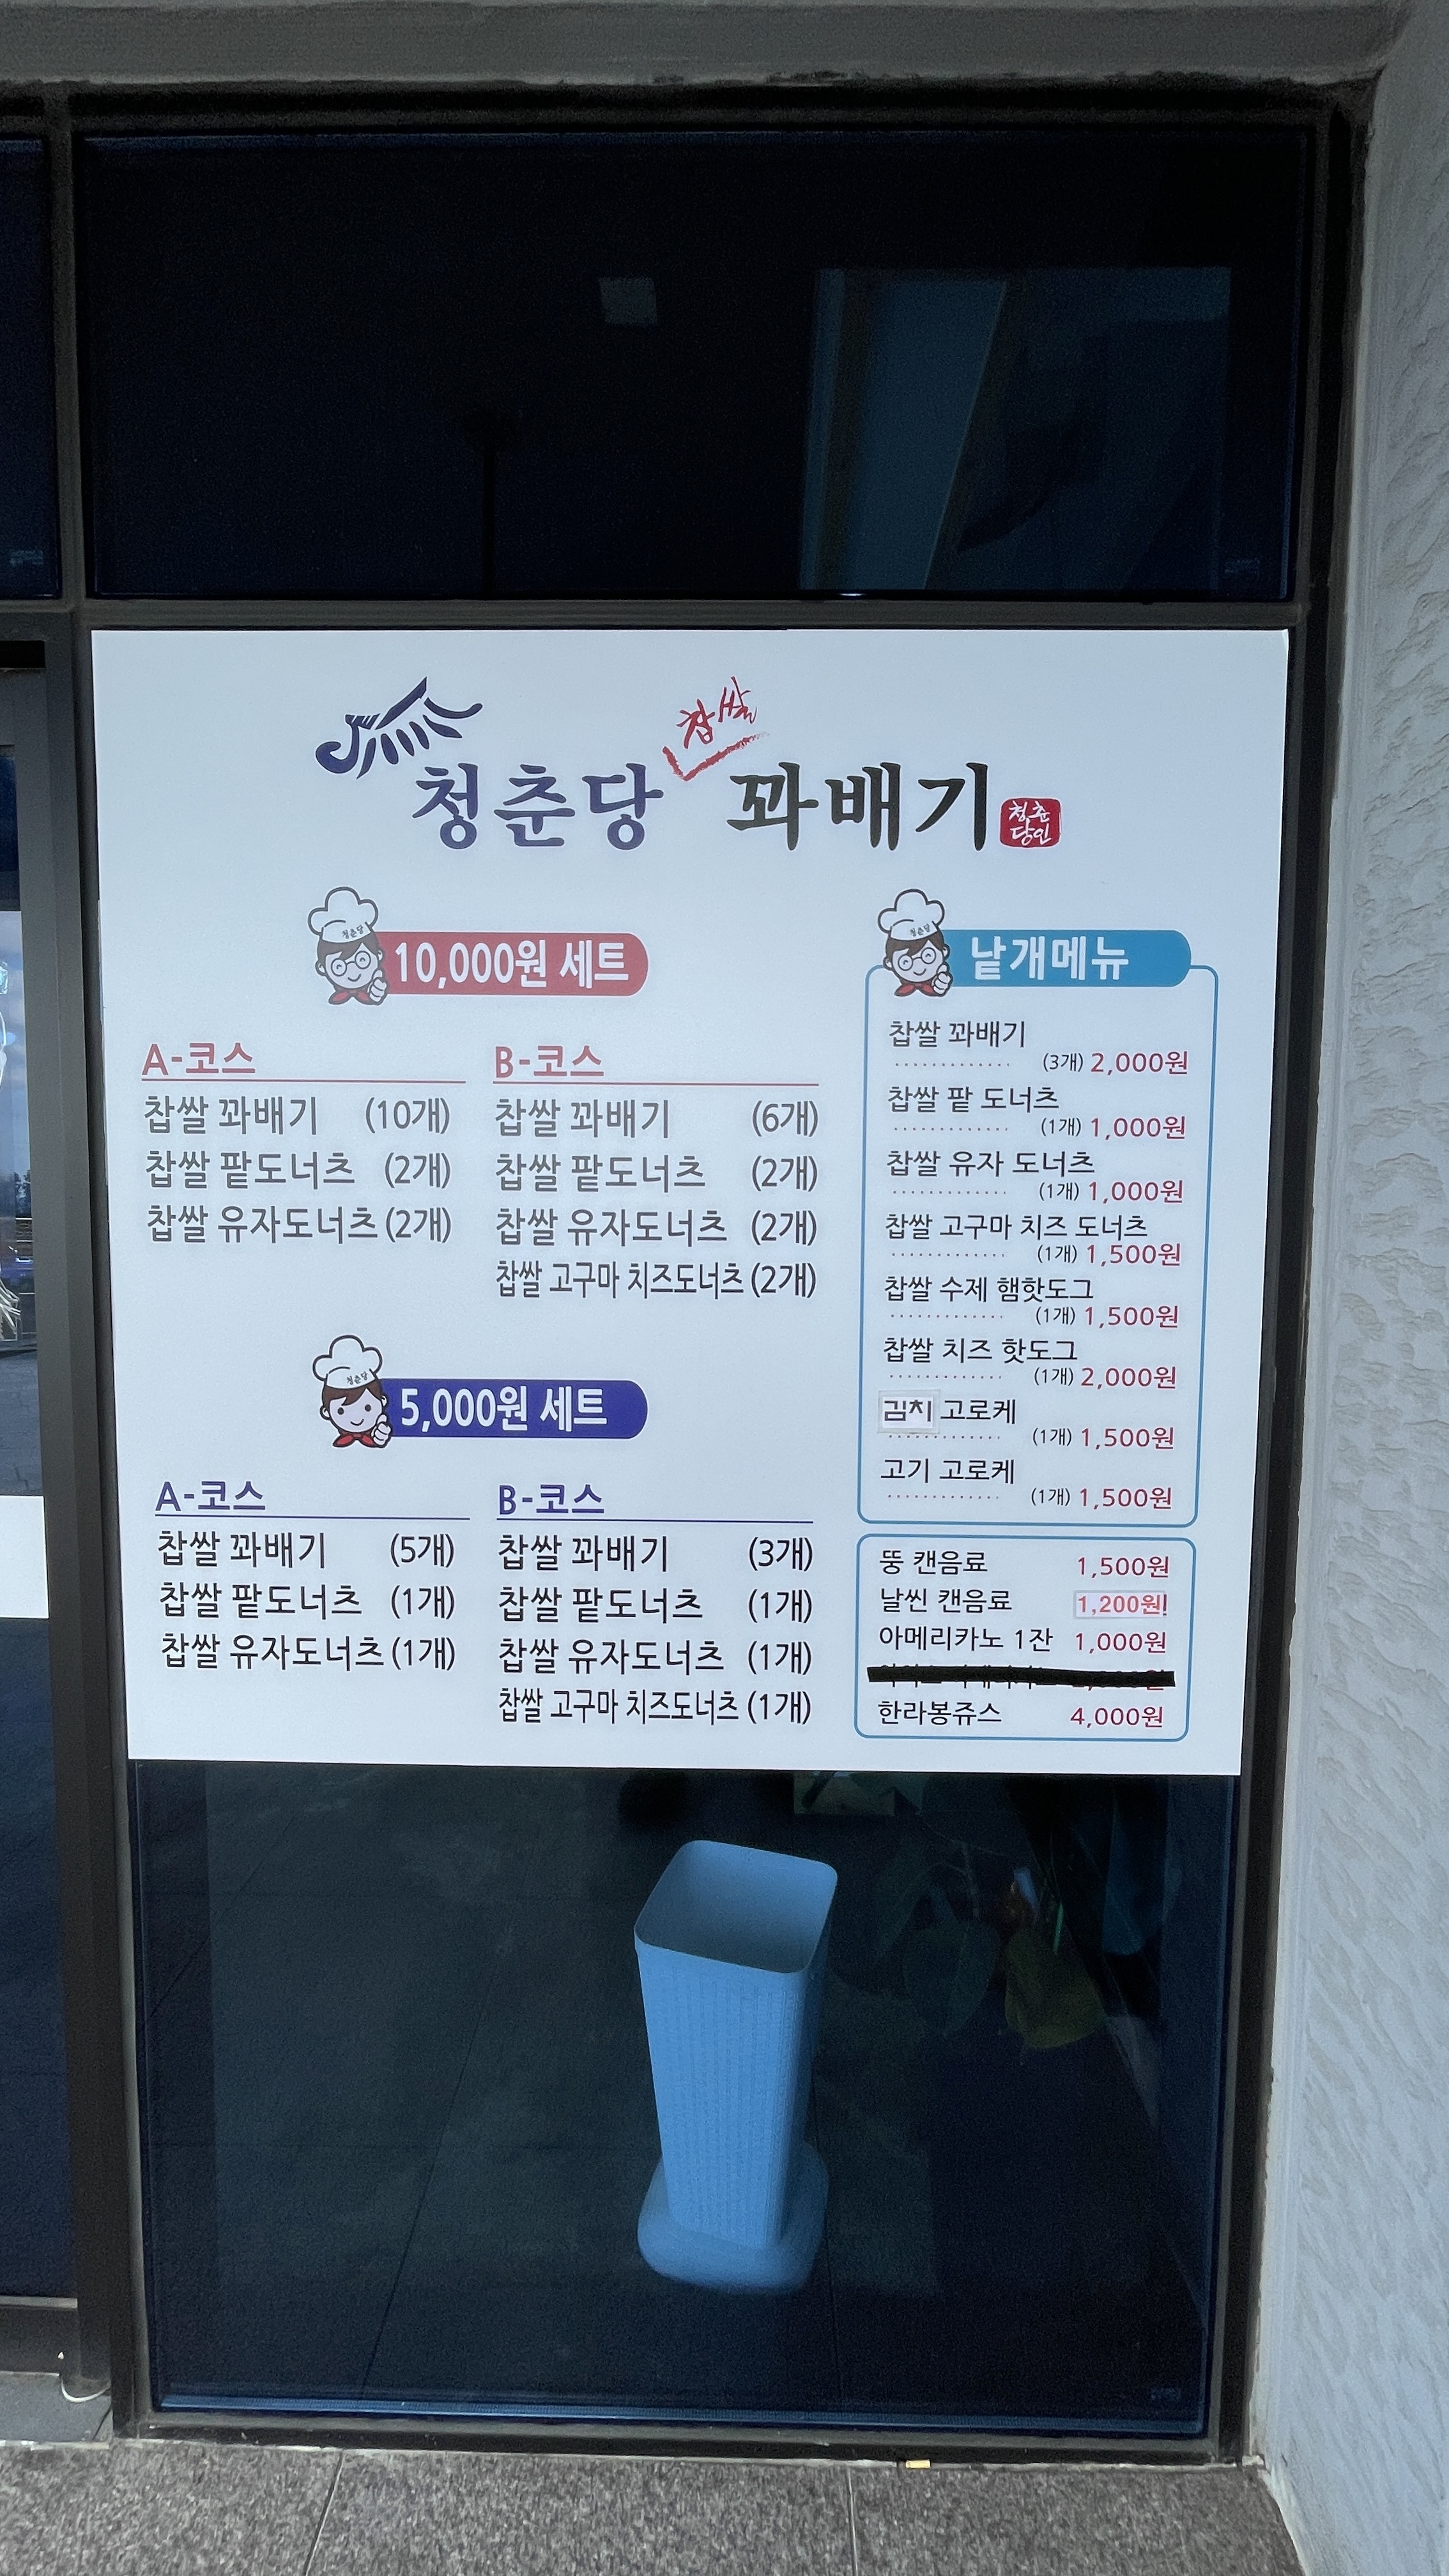 찹쌀
청춘당 꽈배기
청춘
당인
청춘당
10,000원 세트
A-코스
찹쌀 꽈배기 (10개)
찹쌀 팥도너츠 (2개)
찹쌀 유자도너츠 (2개)
B-코스
찹쌀 꽈배기 (6개)
찹쌀 팥도너츠 (2개)
찹쌀 유자도너츠 (2개)
찹쌀 고구마 치즈도너츠 (2개)
청춘당
5,000원 세트
A-코스
찹쌀 꽈배기 (5개)
찹쌀 팥도너츠 (1개)
찹쌀 유자도너츠 (1개)
B-코스
찹쌀 꽈배기 (3개)
찹쌀 팥도너츠 (1개)
찹쌀 유자도너츠 (1개)
찹쌀 고구마 치즈도너츠 (1개)
청춘당
낱개메뉴
찹쌀 꽈배기
(3개) 2,000원
찹쌀 팥 도너츠
(1개) 1,000원
찹쌀 유자 도너츠
(1개) 1,000원
찹쌀 고구마 치즈 도너츠
(1개) 1,500원
찹쌀 수제 햄핫도그
(1개) 1,500원
찹쌀 치즈 핫도그
(1개) 2,000원
김치 고로케
(1개) 1,500원
고기 고로케
(1개) 1,500원
뚱 캔음료 1,500원
날씬 캔음료 1,200원
아메리카노 1잔 1,000원
한라봉쥬스 4,000원